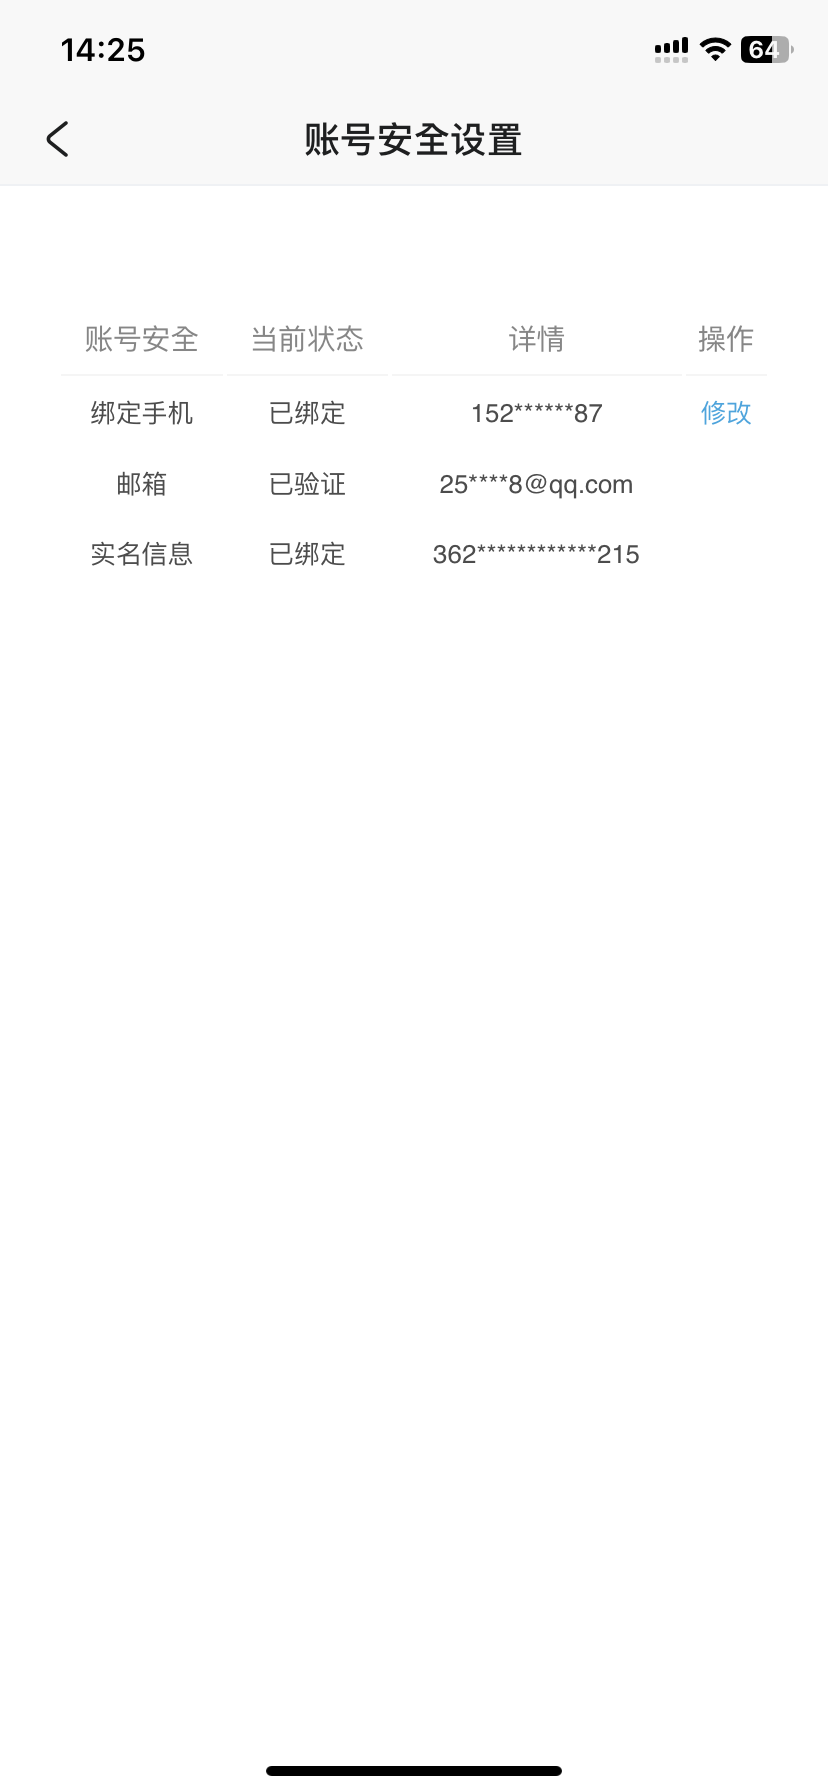 14:25
64
账号安全设置
账号安全 当前状态 详情 操作
绑定手机 已绑定 152******87 修改
邮箱 已验证 25****8@qq.com
实名信息 已绑定 362************215